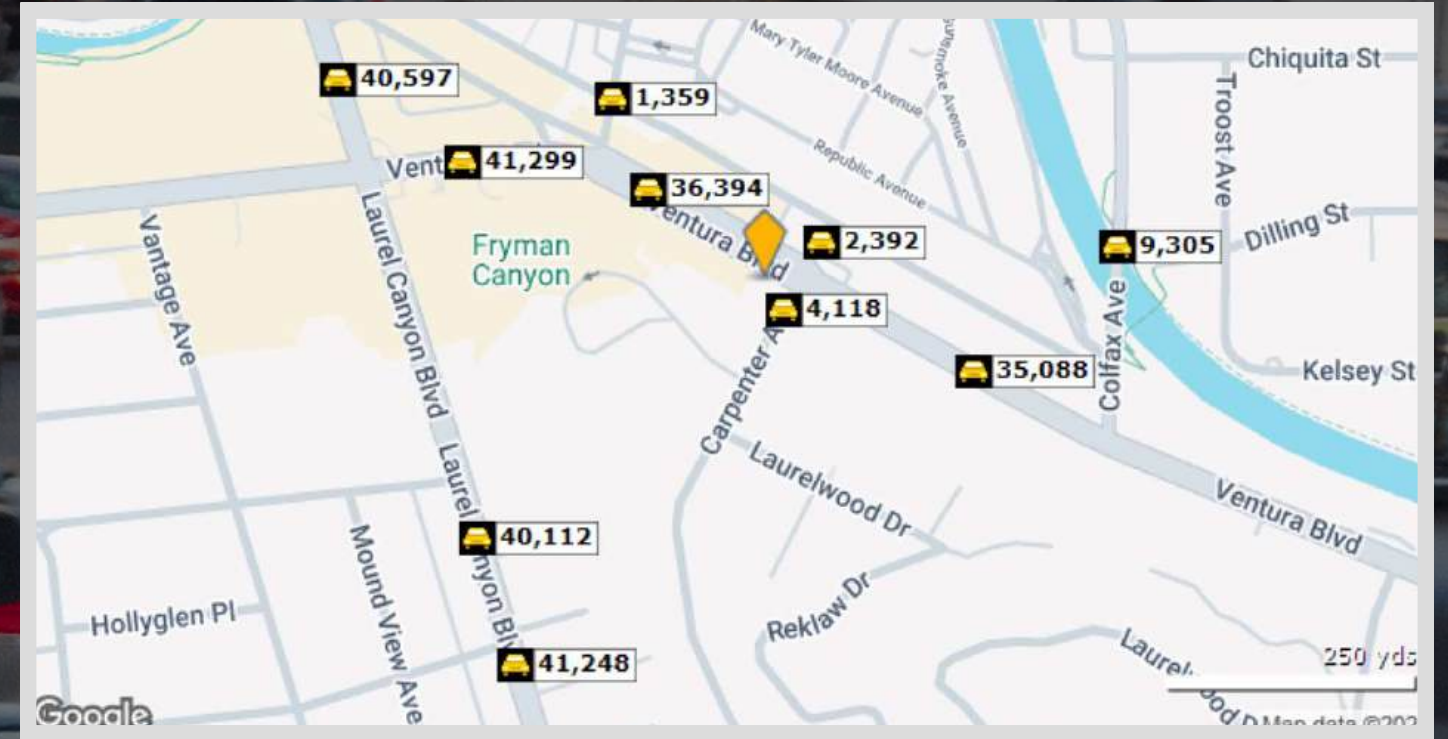 Mary Tyler Moore Avenue
Chiquita St
40,597
1,359
Troost Ave
Vent
41,299
Republic Avenue
36,394
Ventura Blvd
2,392
9,305
Dilling St
Fryman
Canyon
Vantage Ave
Laurel Canyon Blvd
4,118
Carpenter A
35,088
Colfax Ave
Kelsey St
Laurelwood Dr
Laurel
nyon Blv
40,112
Ventura Blvd
Mound View Ave
Hollyglen Pl
Reklaw Dr
41,248
Laurel
ood D
250 yds
Google
Map data ©202